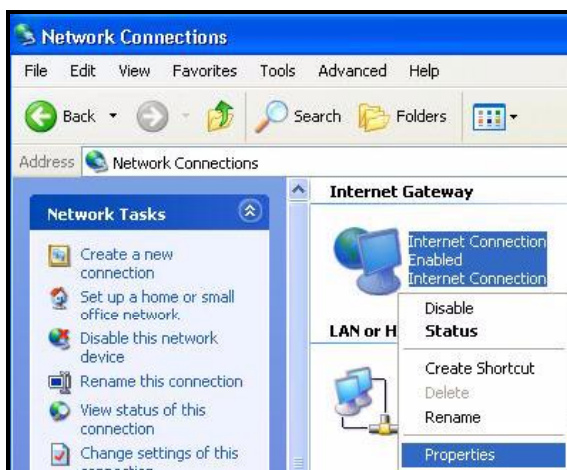 Network Connections
File Edit View Favorites Tools Advanced Help
Back Search Folders
Address Network Connections
Network Tasks
Create a new
connection
Set up a home or small
office network
Disable this network
device
Rename this connection
View status of this
connection
Change settings of this
connection
Internet Gateway
Internet Connection
Enabled
Internet Connection
LAN or H
Disable
Status
Create Shortcut
Delete
Rename
Properties